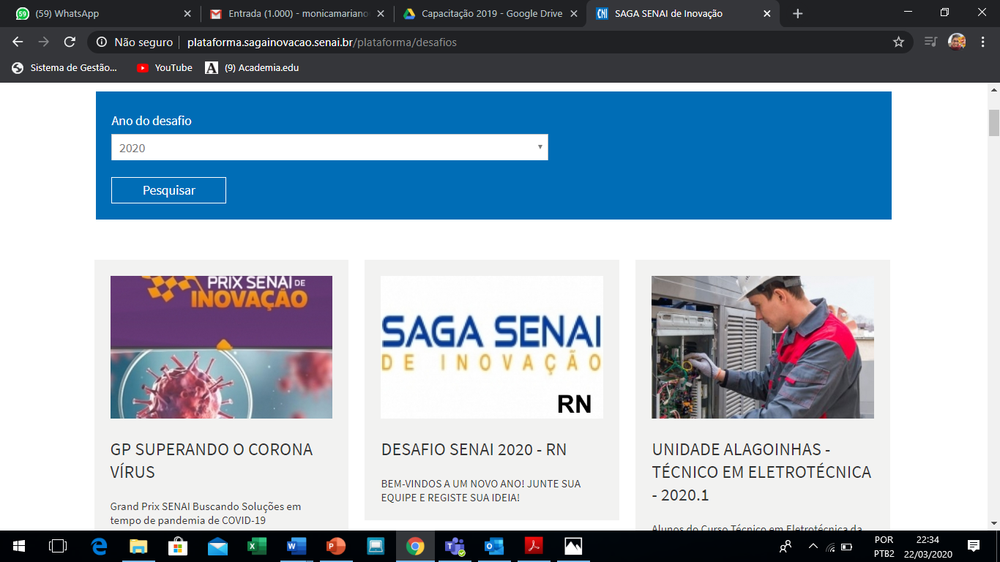 59
(59) WhatsApp
Entrada (1.000) - monicamariano
Capacitação 2019 - Google Drive
CNI
SAGA SENAI de Inovação
Não seguro
plataforma.sagainovacao.senai.br/plataforma/desafios
Sistema de Gestão...
YouTube
A
(9) Academia.edu
Ano do desafio
2020
Pesquisar
PRIX SENAI DE
INOVAÇÃO
SAGA SENAI
DE INOVAÇÃO
RN
GP SUPERANDO O CORONA
VÍRUS
Grand Prix SENAI Buscando Soluções em
tempo de pandemia de COVID-19
DESAFIO SENAI 2020 - RN
BEM-VINDOS A UM NOVO ANO! JUNTE SUA
EQUIPE E REGISTE SUA IDEIA!
UNIDADE ALAGOINHAS -
TÉCNICO EM ELETROTÉCNICA
- 2020.1
Alunos do Curso Técnico em Eletrotécnica da
POR
PTB2
22:34
22/03/2020